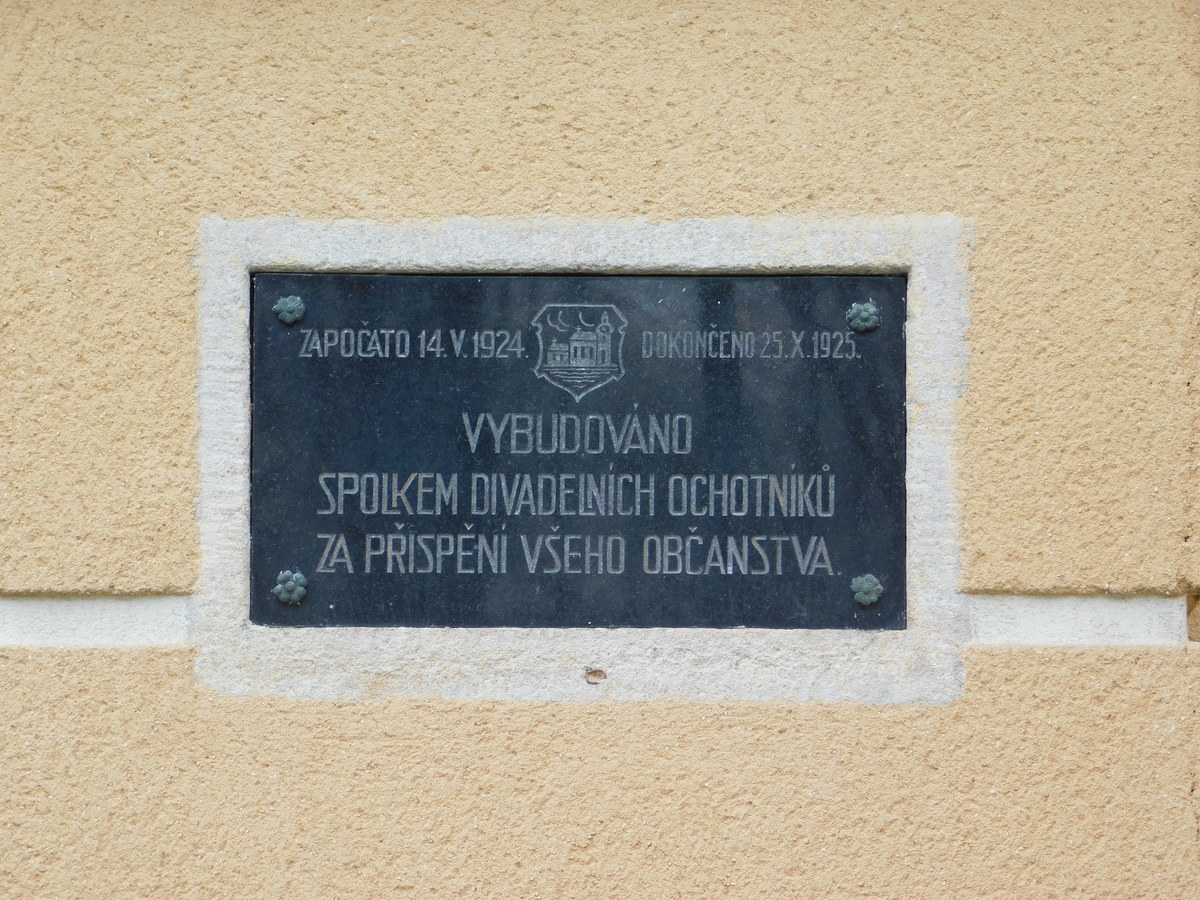 ZAPOČATO 14.V.1924. DOKONČENO 25.X.1925.
VYBUDOVÁNO
SPOLKEM DIVADELNÍCH OCHOTNÍKŮ
ZA PŘÍSPĚNÍ VŠEHO OBČANSTVA.